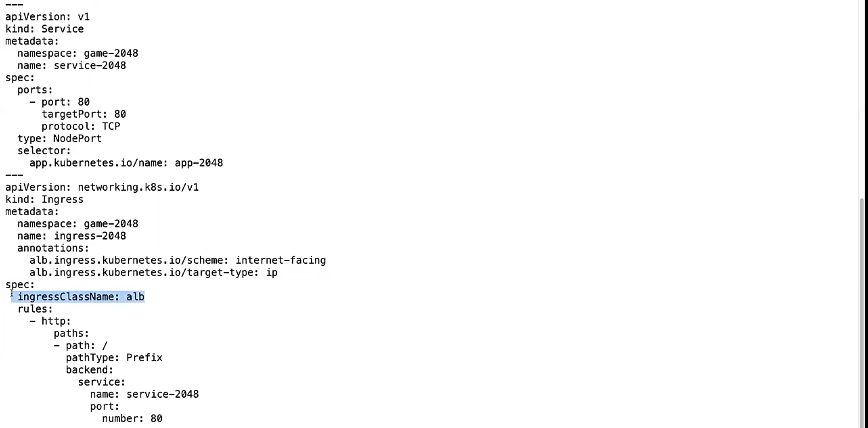 ---
apiVersion: v1
kind: Service
metadata:
  namespace: game-2048
  name: service-2048
spec:
  ports:
    - port: 80
      targetPort: 80
      protocol: TCP
  type: NodePort
  selector:
    app.kubernetes.io/name: app-2048
---
apiVersion: networking.k8s.io/v1
kind: Ingress
metadata:
  namespace: game-2048
  name: ingress-2048
  annotations:
    alb.ingress.kubernetes.io/scheme: internet-facing
    alb.ingress.kubernetes.io/target-type: ip
spec:
  ingressClassName: alb
  rules:
    - http:
        paths:
        - path: /
          pathType: Prefix
          backend:
            service:
              name: service-2048
              port:
                number: 80